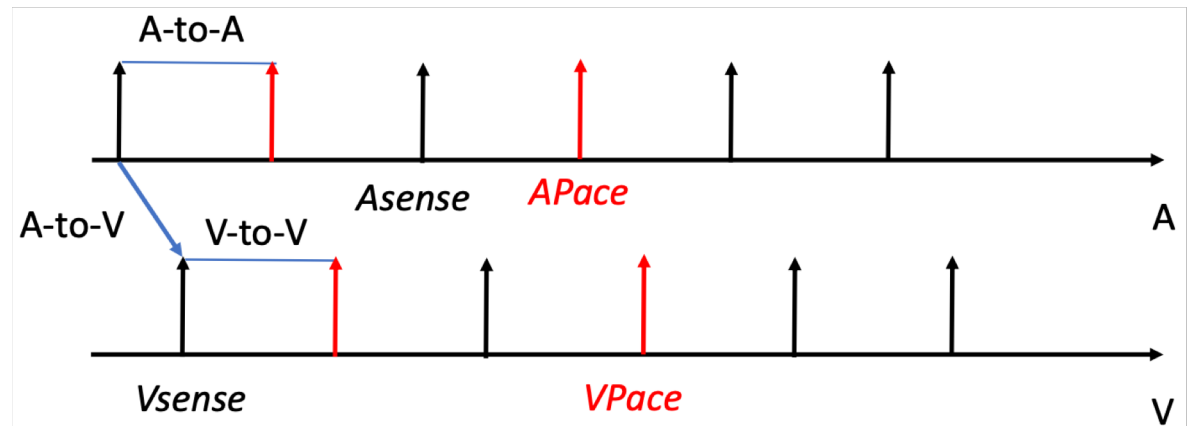 A-to-A
Asense APace
A
A-to-V V-to-V
Vsense VPace
V